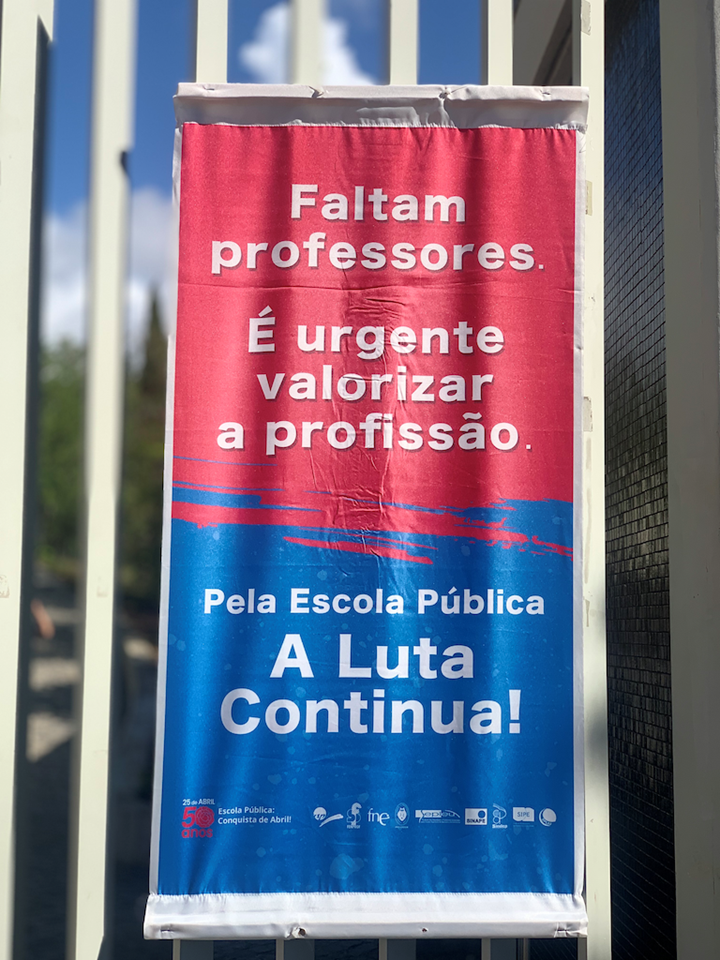 Faltam
professores.
É urgente
valorizar
a profissão.
Pela Escola Pública
A Luta
Continua!
25 de ABRIL
50
anos
Escola Pública:
Conquista de Abril!
fne
SINAPE
SIPE